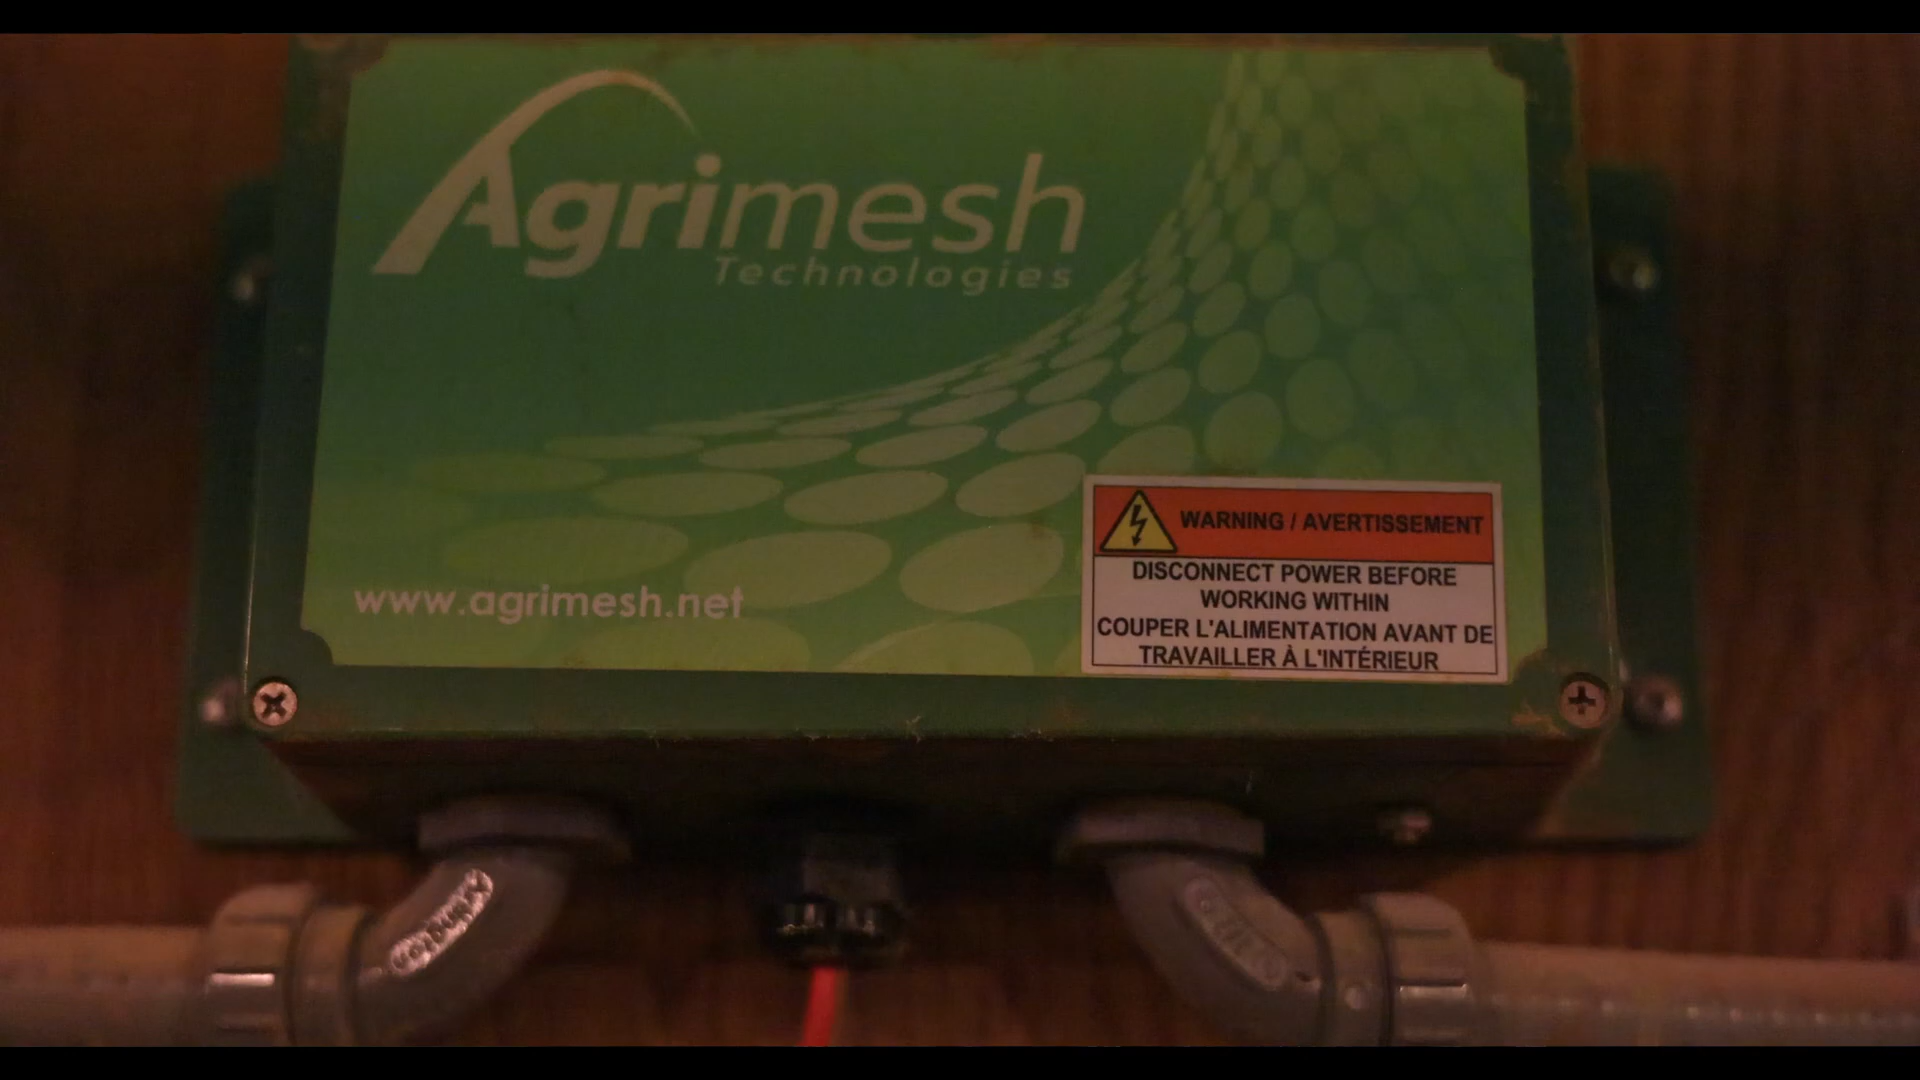 Agrimesh
Technologies
www.agrimesh.net
WARNING / AVERTISSEMENT
DISCONNECT POWER BEFORE
WORKING WITHIN
COUPER L'ALIMENTATION AVANT DE
TRAVAILLER À L'INTÉRIEUR